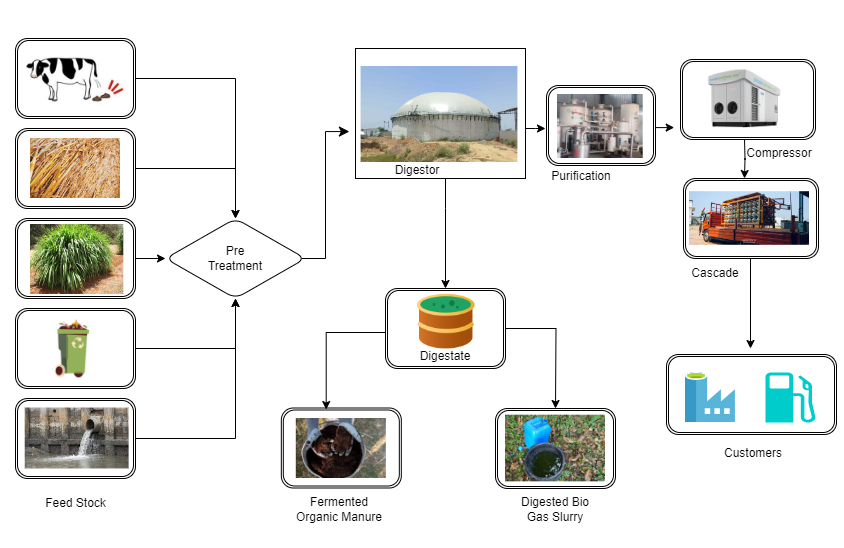 Pre
Treatment
Digestor
Purification
Compressor
Cascade
Digestate
Customers
Feed Stock
Fermented
Organic Manure
Digested Bio
Gas Slurry